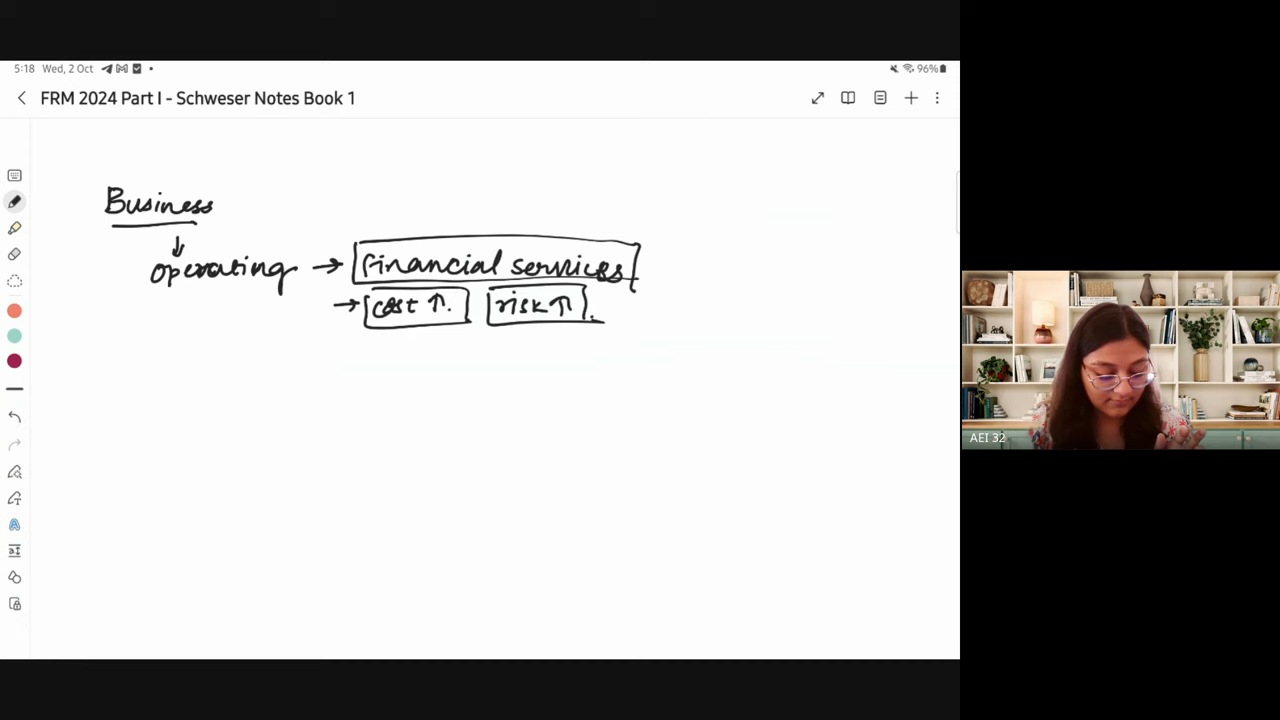 5:18 Wed, 2 Oct
96%
FRM 2024 Part I - Schweser Notes Book 1
Business
↓
operating → Financial services
→ cost ↑. risk ↑.
AEI 32